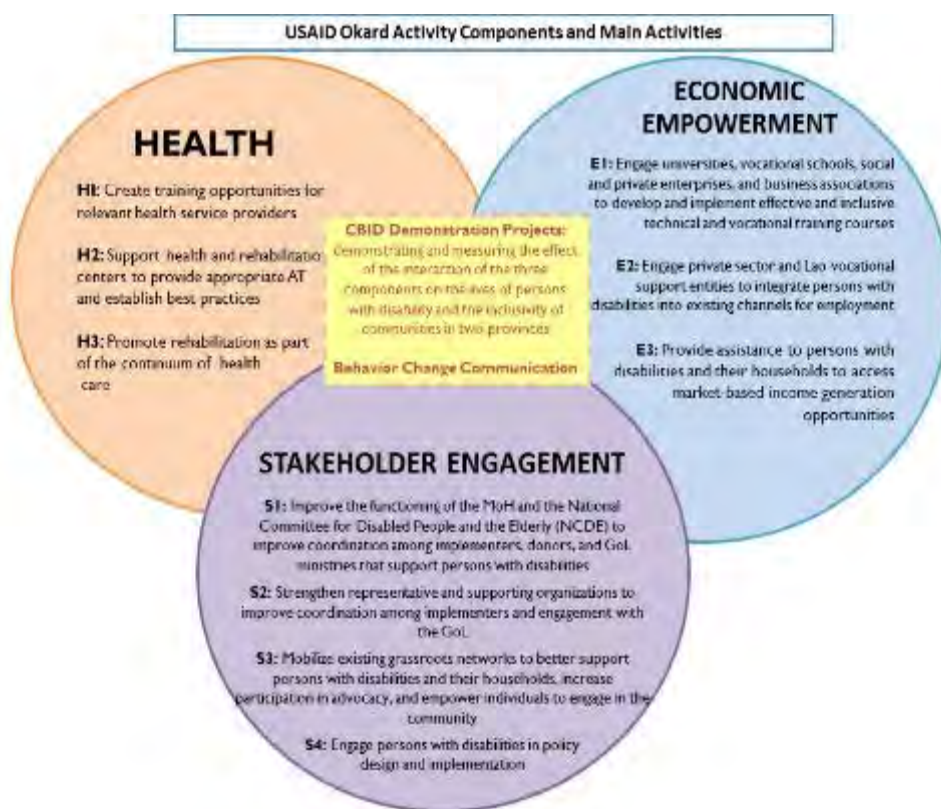 USAID Okard Activity Components and Main Activities
HEALTH
H1: Create training opportunities for
relevant health service providers
H2: Support health and rehabilitation
centers to provide appropriate AT
and establish best practices
H3: Promote rehabilitation as part
of the continuum of health
care
CBID Demonstration Projects:
demonstrating and measuring the effect
of the interaction of the three
components on the lives of persons
with disability and the inclusivity of
communities in two provinces
Behavior Change Communication
ECONOMIC
EMPOWERMENT
E1: Engage universities, vocational schools, social
and private enterprises, and business associations
to develop and implement effective and inclusive
technical and vocational training courses
E2: Engage private sector and Lao vocational
support entities to integrate persons with
disabilities into existing channels for employment
E3: Provide assistance to persons with
disabilities and their households to access
market-based income generation
opportunities
STAKEHOLDER ENGAGEMENT
S1: Improve the functioning of the MoH and the National
Committee for Disabled People and the Elderly (NCDE) to
improve coordination among implementers, donors, and GoL
ministries that support persons with disabilities
S2: Strengthen representative and supporting organizations to
improve coordination among implementers and engagement with
the GoL
S3: Mobilize existing grassroots networks to better support
persons with disabilities and their households, increase
participation in advocacy, and empower individuals to engage in the
community
S4: Engage persons with disabilities in policy
design and implementation